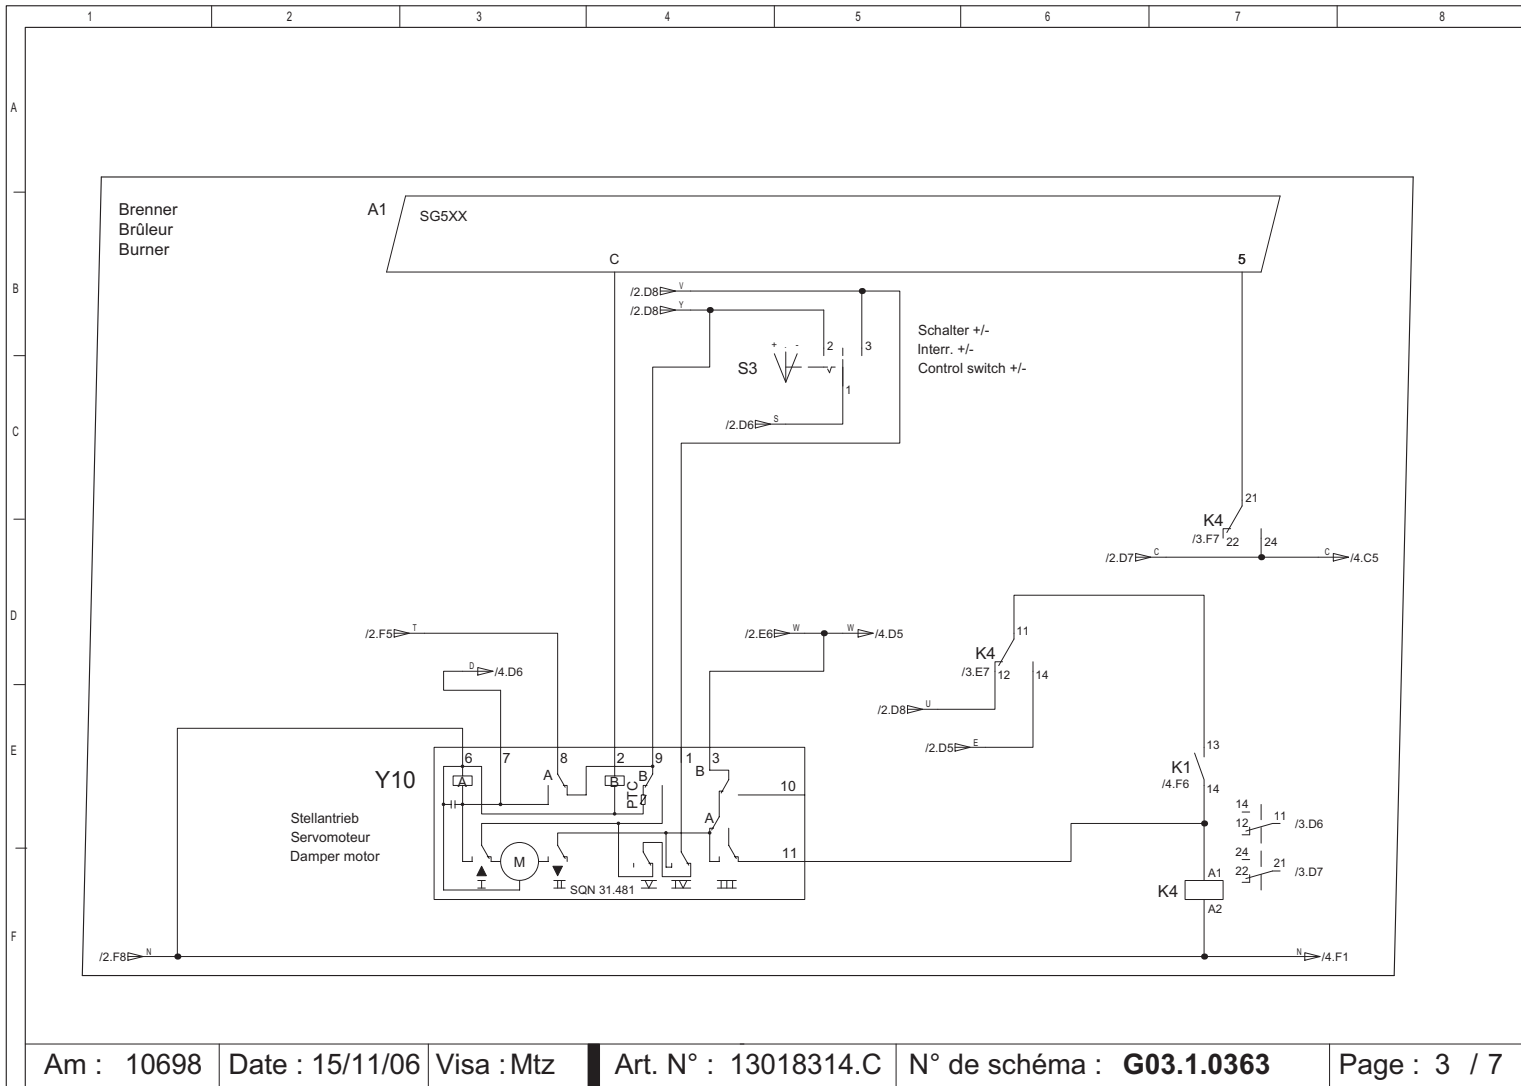 1 2 3 4 5 6 7 8
A
Brenner
Brûleur
Burner
A1
SG5XX
C
5
B
/2.D8 V
/2.D8 Y
Schalter +/-
Interr. +/-
Control switch +/-
+ . -
2 3
S3
1
C
/2.D6 S
21
K4
/3.F7 22 24
/2.D7 C
C /4.C5
D
/2.F5 T
/2.E6 W W /4.D5
11
K4
/3.E7 12 14
D /4.D6
/2.D8 U
/2.D5 E
E
Y10
6 7 8 2 9 1 3
A A B B B
PTC
10
13
K1
/4.F6
14
Stellantrieb
Servomoteur
Damper motor
A
14
12 11 /3.D6
M
11
24
22 21 /3.D7
I II SQN 31.481 V IV III
K4
A1
A2
F
/2.F8 N
N /4.F1
Am : 10698 Date : 15/11/06 Visa : Mtz Art. N° : 13018314.C N° de schéma : G03.1.0363 Page : 3 / 7